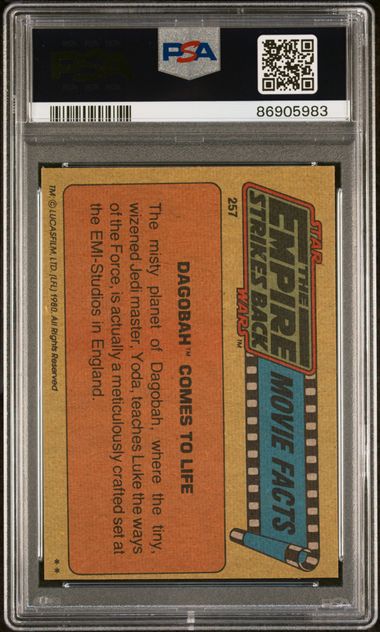 PSA
PSA
86905983
257
STAR
THE
EMPIRE
STRIKES BACK
WARS™
MOVIE FACTS
DAGOBAH™ COMES TO LIFE
The misty planet of Dagobah, where the tiny,
wizened Jedi master, Yoda, teaches Luke the ways
of the Force, is actually a meticulously crafted set at
the EMI-Studios in England.
TM: © LUCASFILM, LTD. (LFL) 1980. All Rights Reserved
**